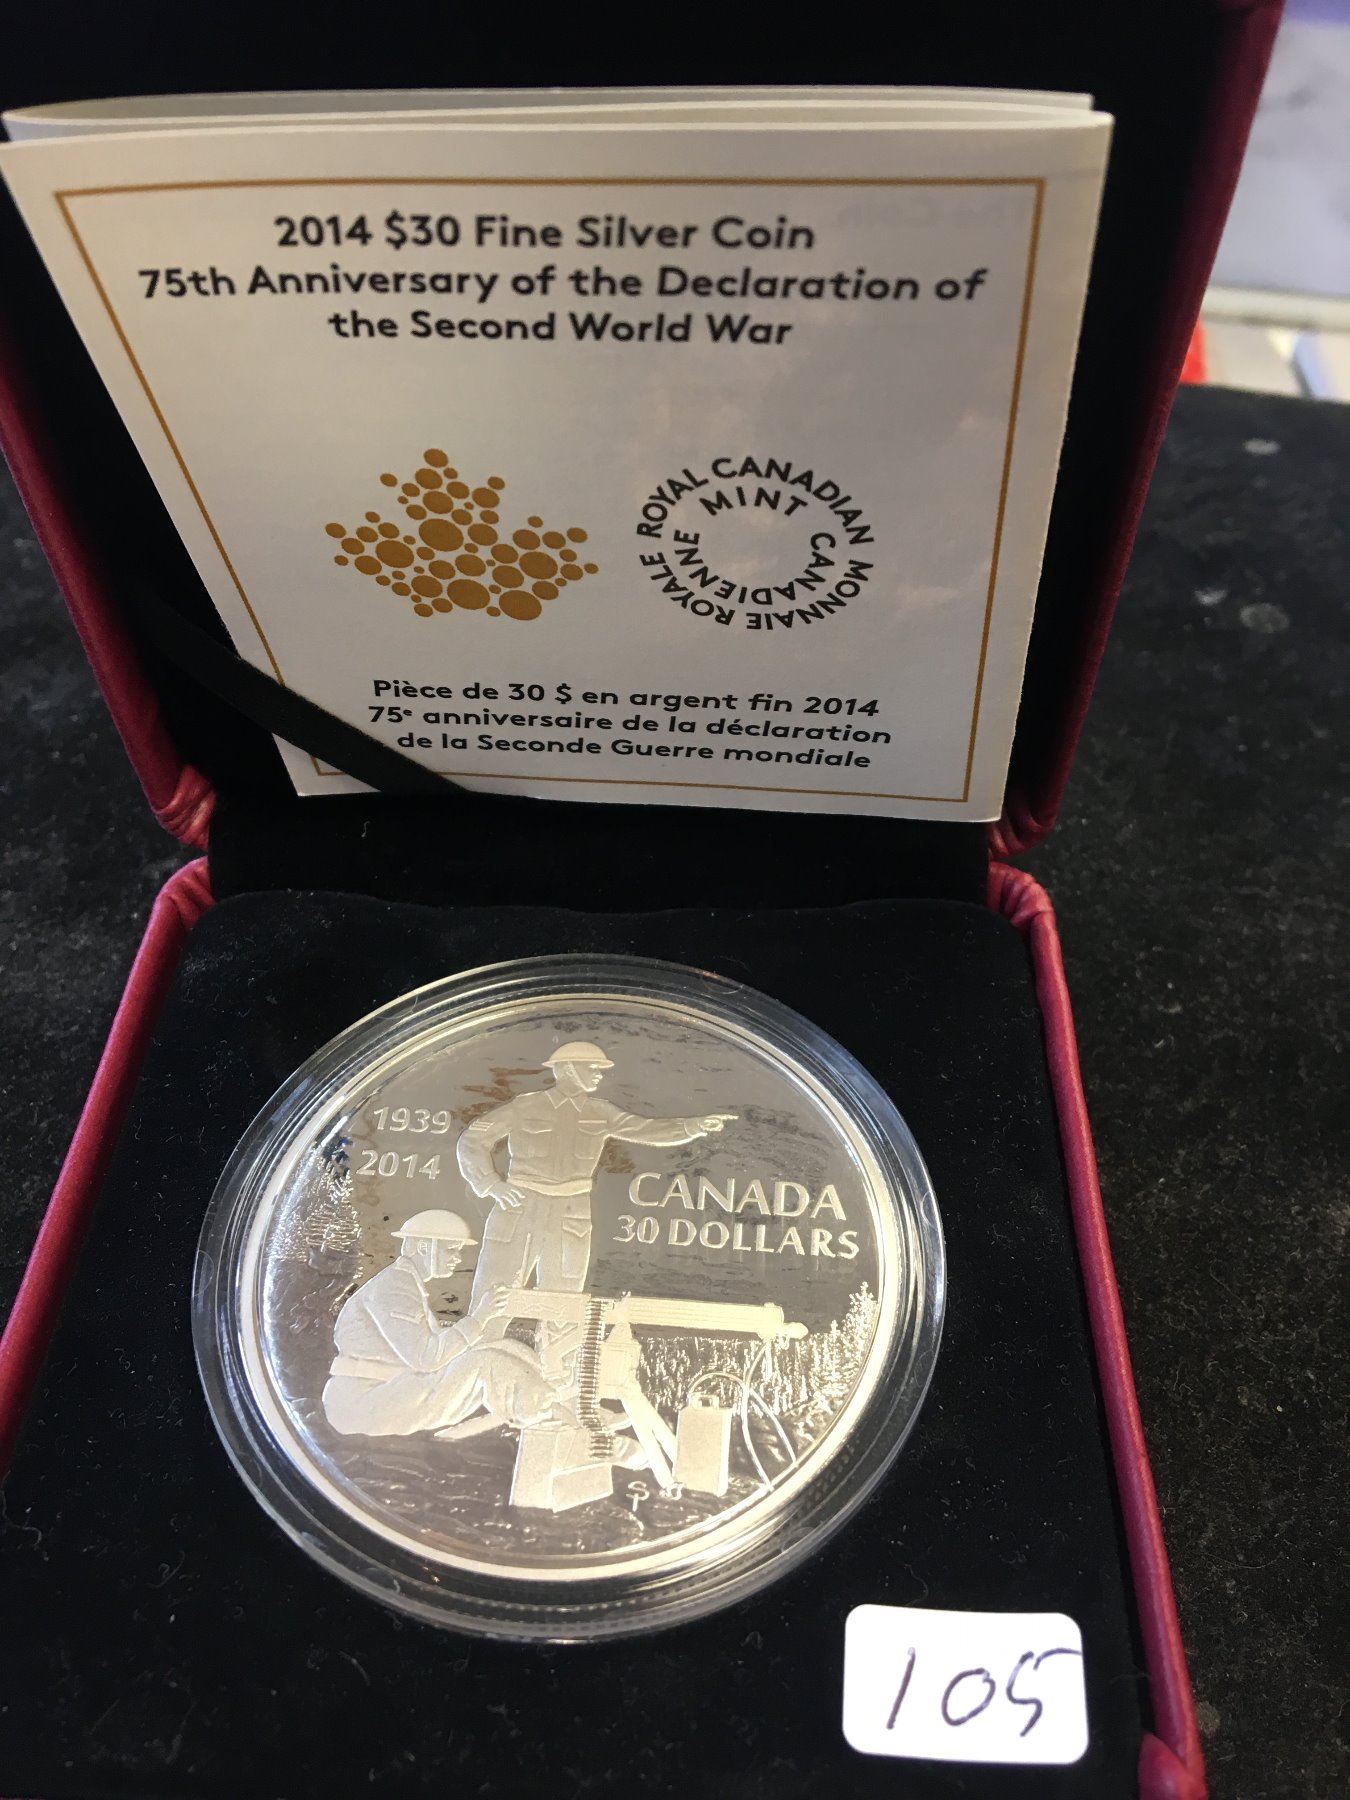 2014 $30 Fine Silver Coin
75th Anniversary of the Declaration of
the Second World War
ROYAL CANADIAN MINT
MONNAIE ROYALE CANADIENNE
Pièce de 30 $ en argent fin 2014
75e anniversaire de la déclaration
de la Seconde Guerre mondiale
1939
2014
CANADA
30 DOLLARS
105